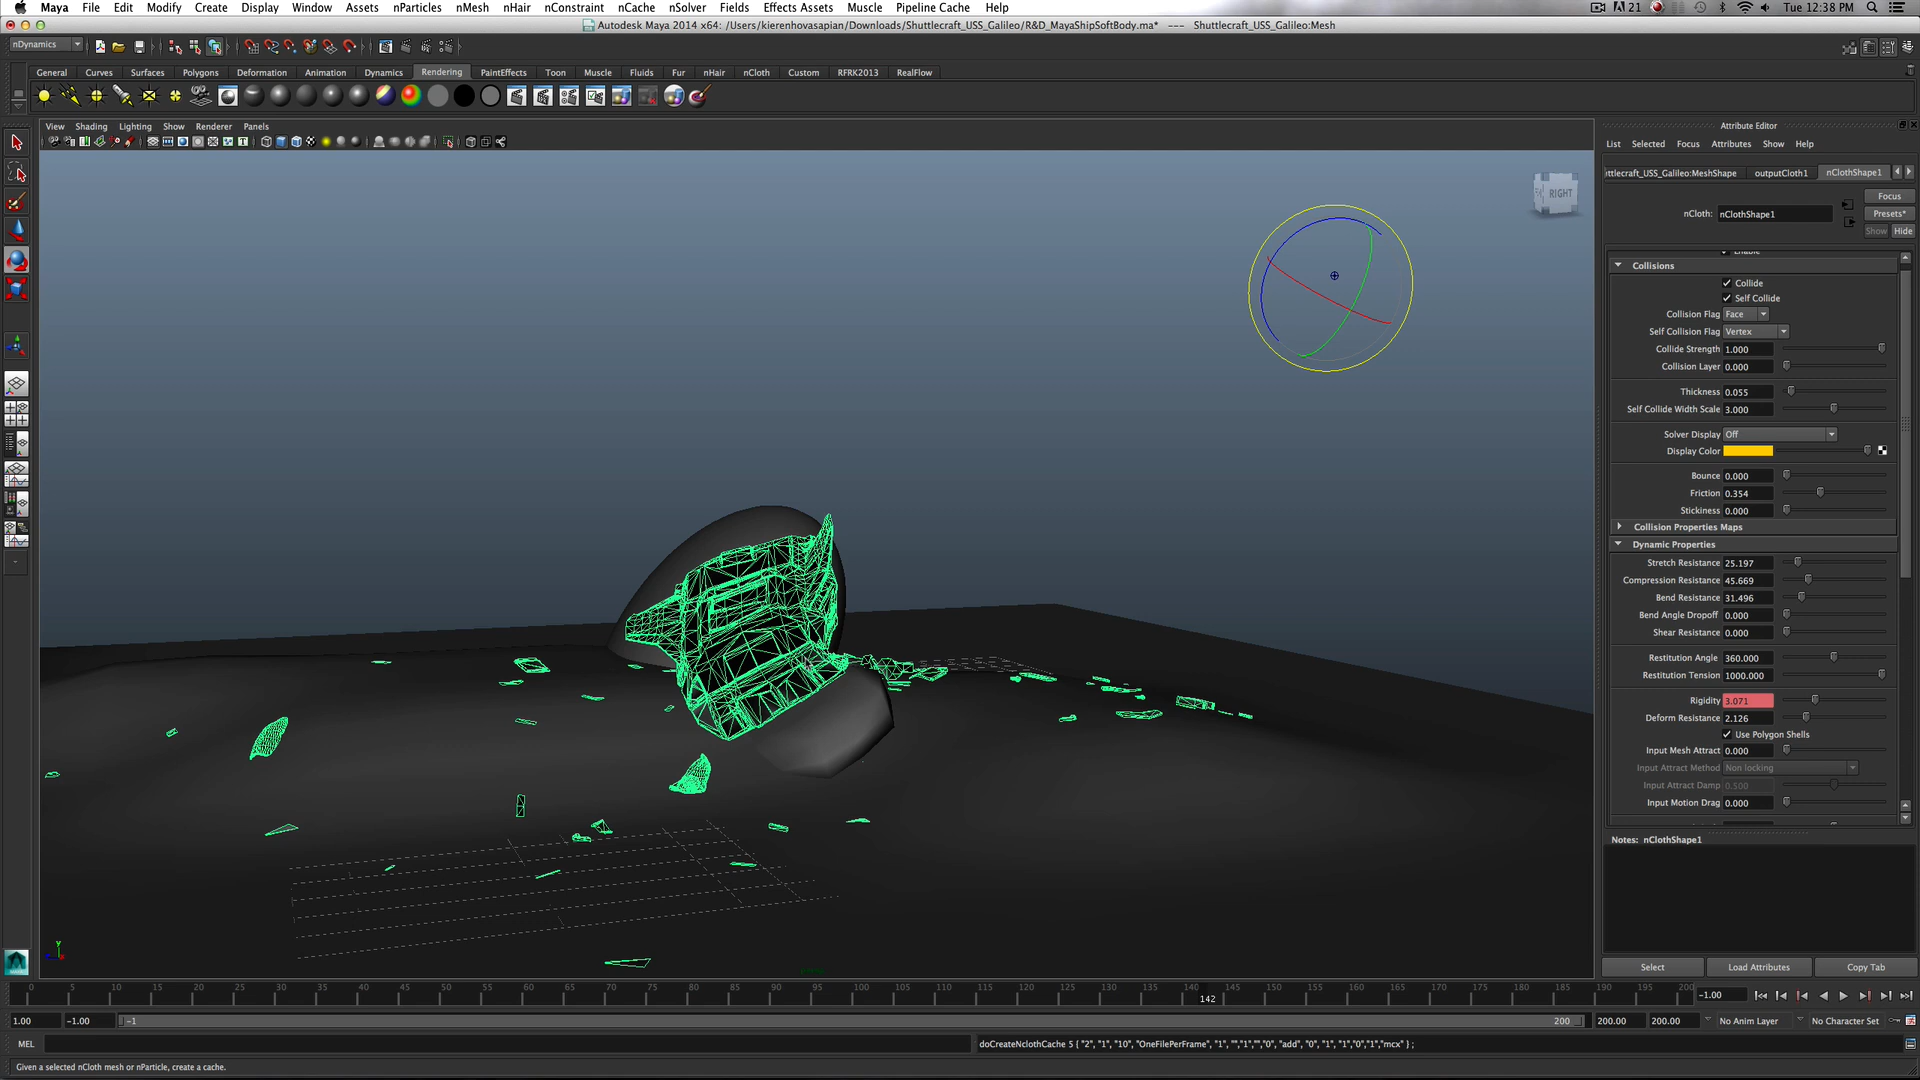 Maya File Edit Modify Create Display Window Assets nParticles nMesh nHair nConstraint nCache nSolver Fields Effects Assets Muscle Pipeline Cache Help 21 Tue 12:38 PM
Autodesk Maya 2014 x64: /Users/kierenhovasapian/Downloads/Shuttlecraft_USS_Galileo/R&D_MayaShipSoftBody.ma* --- Shuttlecraft_USS_Galileo:Mesh
nDynamics
General Curves Surfaces Polygons Deformation Animation Dynamics Rendering PaintEffects Toon Muscle Fluids Fur nHair nCloth Custom RFRK2013 RealFlow
View Shading Lighting Show Renderer Panels
RIGHT
Attribute Editor
List Selected Focus Attributes Show Help
ttlecraft_USS_Galileo:MeshShape outputCloth1 nClothShape1
Focus
nCloth: nClothShape1 Presets*
Show Hide
Enable
Collisions
Collide
Self Collide
Collision Flag Face
Self Collision Flag Vertex
Collide Strength 1.000
Collision Layer 0.000
Thickness 0.055
Self Collide Width Scale 3.000
Solver Display Off
Display Color
Bounce 0.000
Friction 0.354
Stickiness 0.000
Collision Properties Maps
Dynamic Properties
Stretch Resistance 25.197
Compression Resistance 45.669
Bend Resistance 31.496
Bend Angle Dropoff 0.000
Shear Resistance 0.000
Restitution Angle 360.000
Restitution Tension 1000.000
Rigidity 3.071
Deform Resistance 2.126
Use Polygon Shells
Input Mesh Attract 0.000
Input Attract Method Non locking
Input Attract Damp 0.500
Input Motion Drag 0.000
Notes: nClothShape1
Select Load Attributes Copy Tab
0 5 10 15 20 25 30 35 40 45 50 55 60 65 70 75 80 85 90 95 100 105 110 115 120 125 130 135 140 145 150 155 160 165 170 175 180 185 190 195 200
142
-1.00
1.00 -1.00 -1 200 200.00 200.00 No Anim Layer No Character Set
MEL doCreateNclothCache 5 { "2", "1", "10", "OneFilePerFrame", "1", "","1","","0", "add", "0", "1", "1","0","1","mcx" } ;
Given a selected nCloth mesh or nParticle, create a cache.